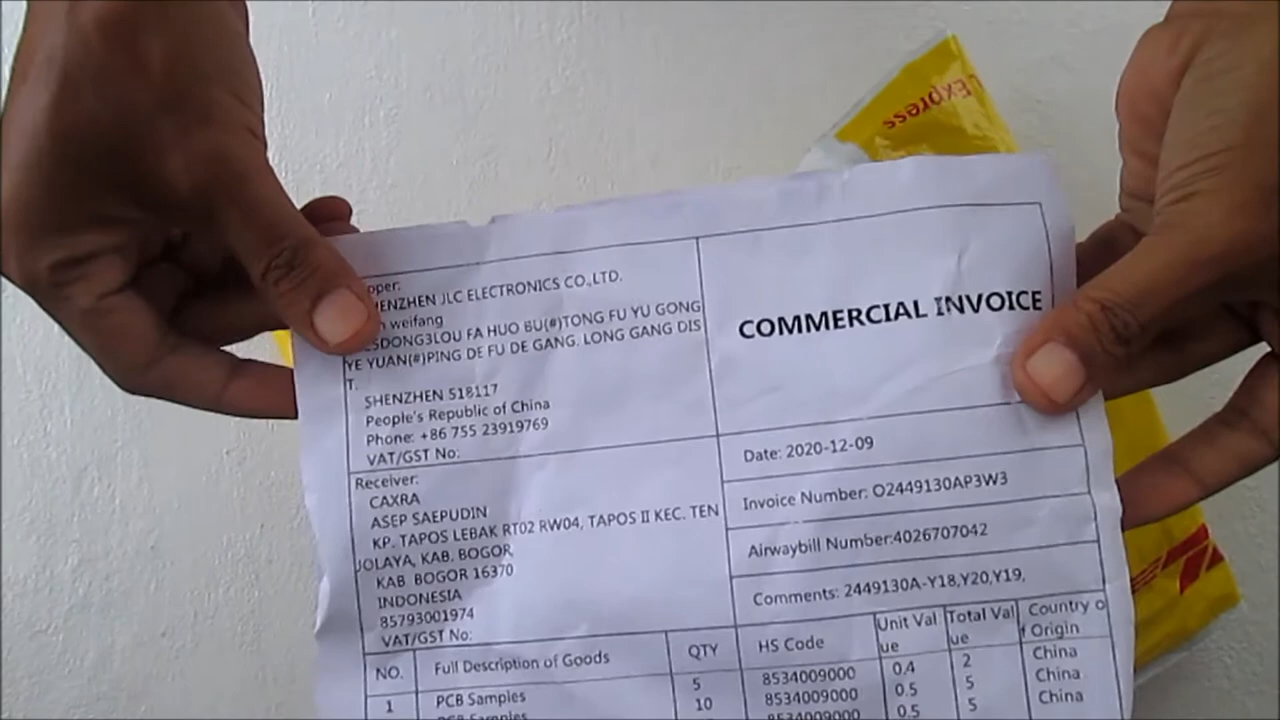 Express
COMMERCIAL INVOICE
JLC ELECTRONICS CO.,LTD.
weifang
FA HUO BU(#)TONG FU YU GONG
YE YUAN(#)PING DE FU DE GANG. LONG GANG DIS
T.
SHENZHEN 518117
People's Republic of China
Phone: +86 755 23919769
VAT/GST No:
Receiver:
CAXRA
ASEP SAEPUDIN
KP. TAPOS LEBAK RT02 RW04, TAPOS II KEC. TEN
JOLAYA, KAB. BOGOR
KAB BOGOR 16370
INDONESIA
85793001974
VAT/GST No:
Date: 2020-12-09
Invoice Number: O2449130AP3W3
Airwaybill Number:4026707042
Comments: 2449130A-Y18,Y20,Y19,
NO. Full Description of Goods QTY HS Code Unit Val Total Val Country o
ue ue f Origin
1 PCB Samples 5 8534009000 0.4 2 China
PCB Samples 10 8534009000 0.5 5 China
8534009000 0.5 5 China